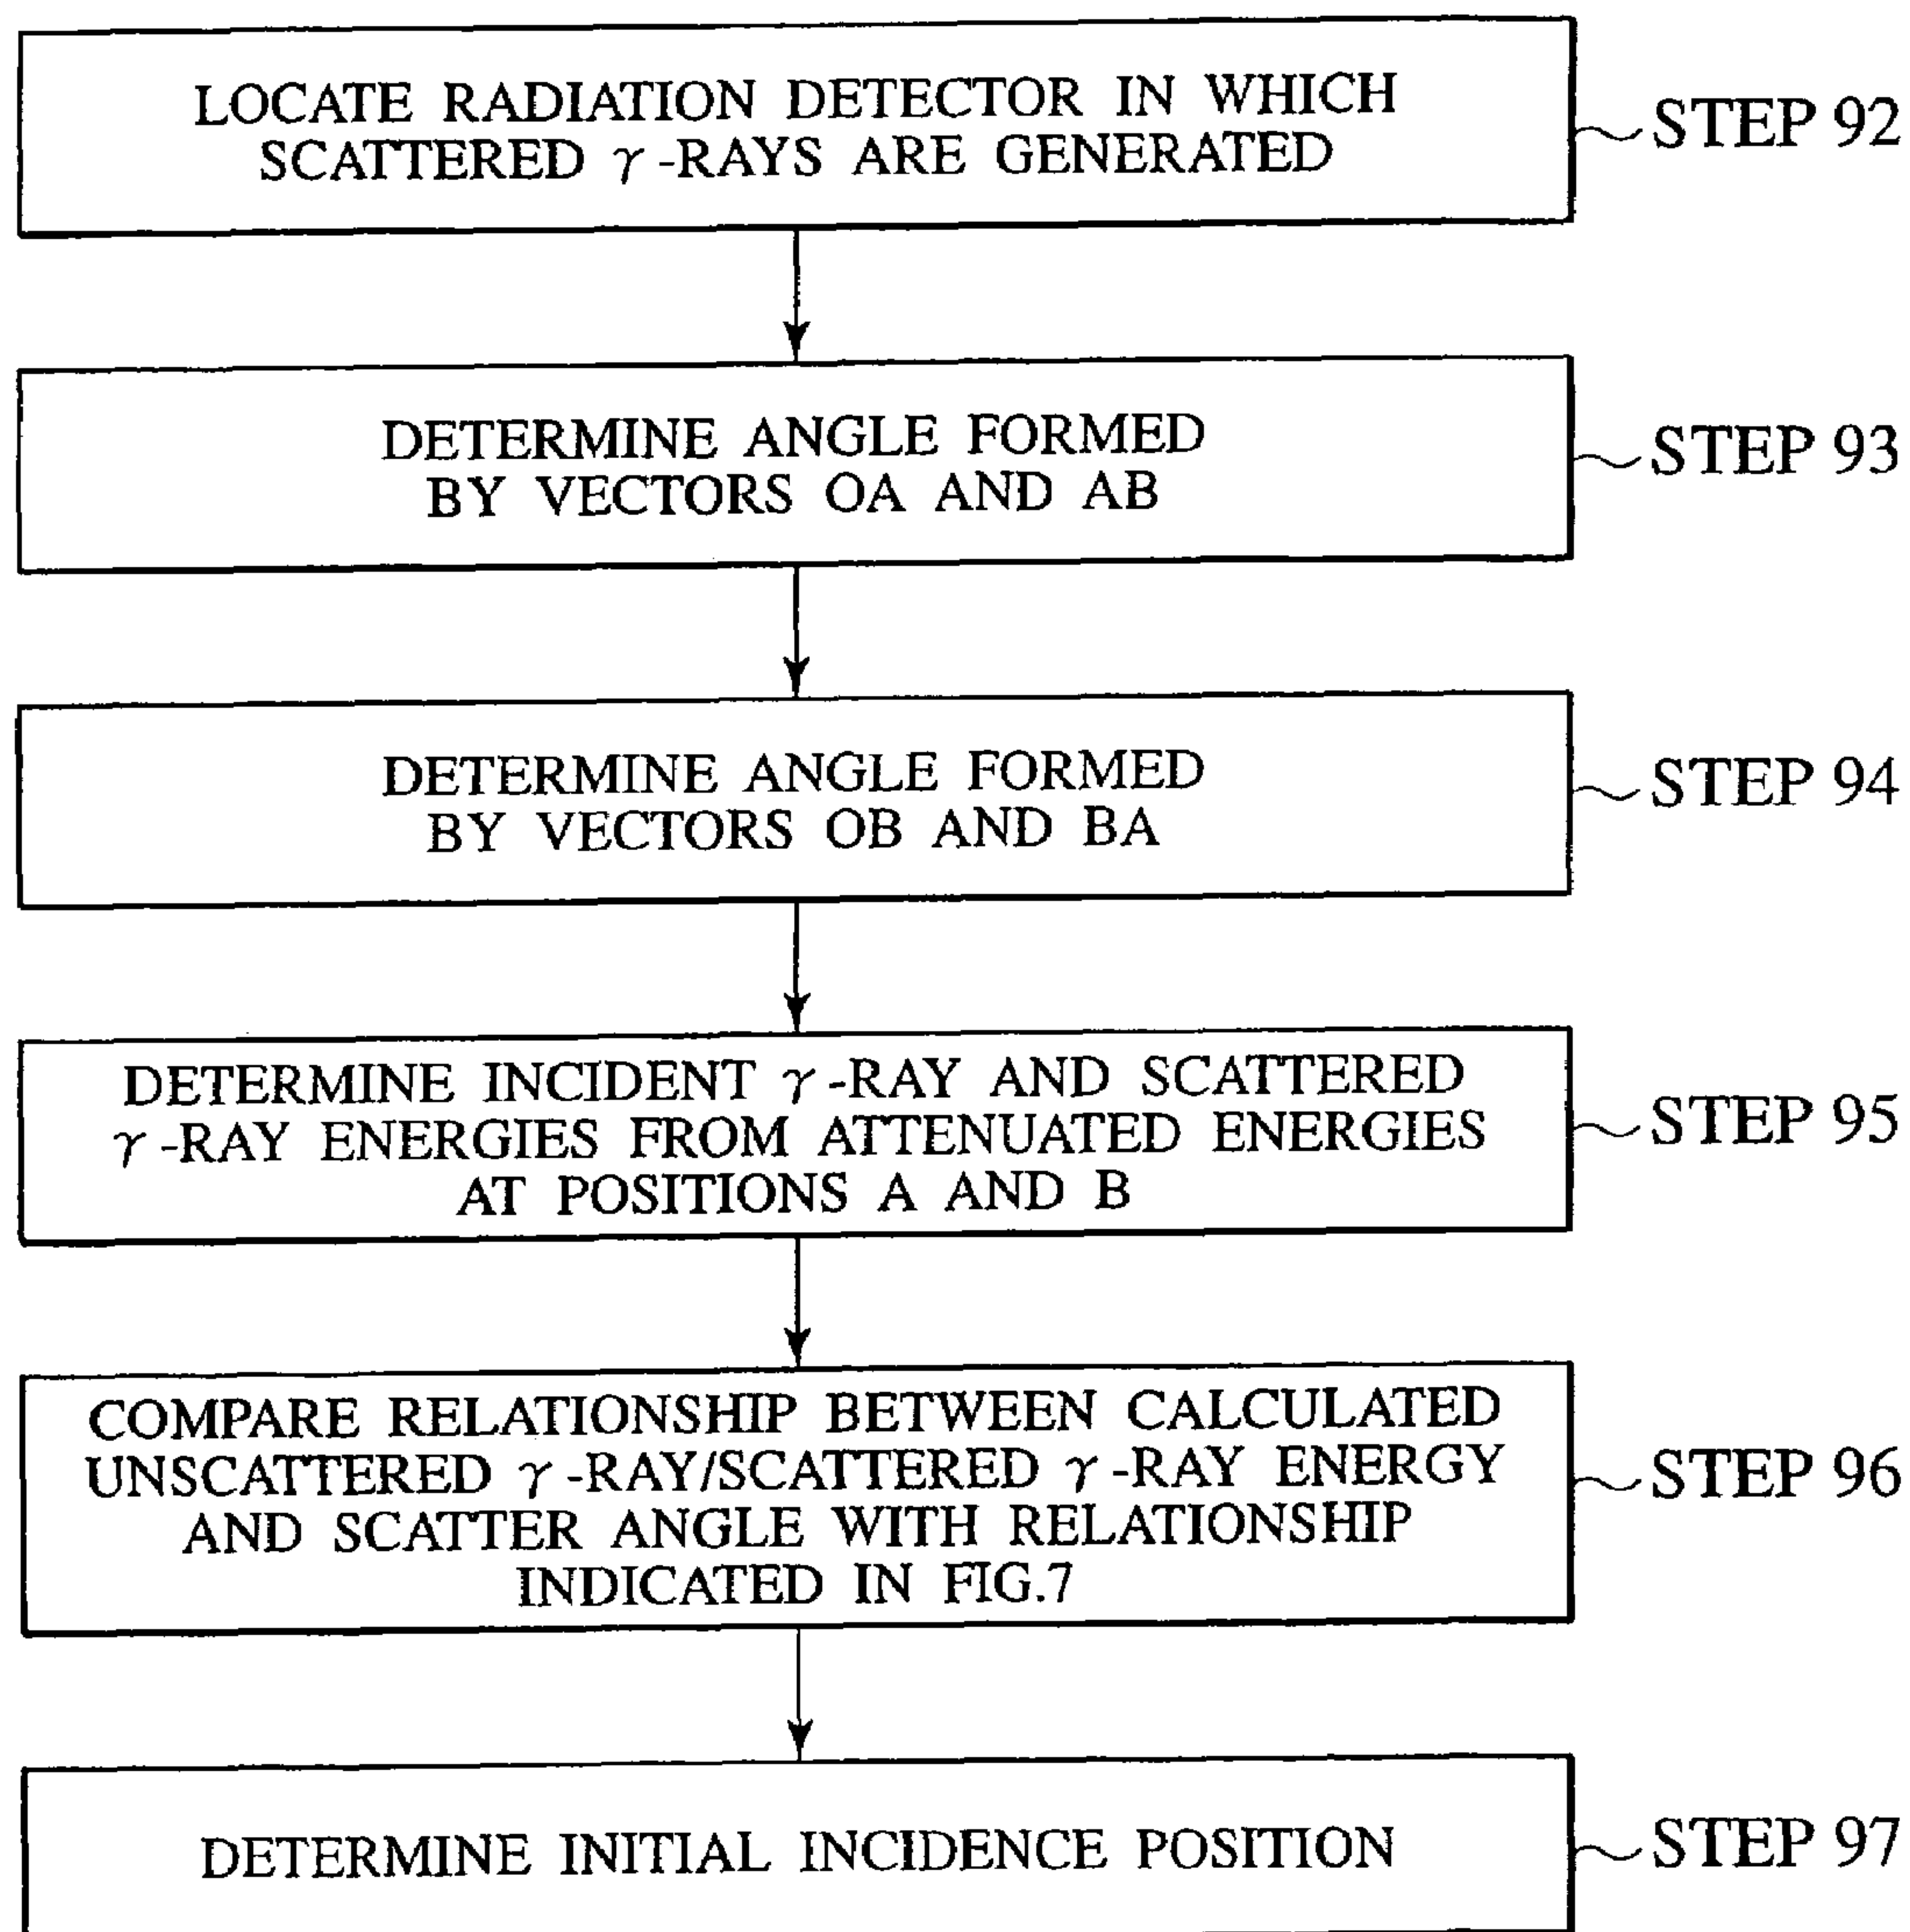 LOCATE RADIATION DETECTOR IN WHICH
SCATTERED γ-RAYS ARE GENERATED
STEP 92
DETERMINE ANGLE FORMED
BY VECTORS OA AND AB
STEP 93
DETERMINE ANGLE FORMED
BY VECTORS OB AND BA
STEP 94
DETERMINE INCIDENT γ-RAY AND SCATTERED
γ-RAY ENERGIES FROM ATTENUATED ENERGIES
AT POSITIONS A AND B
STEP 95
COMPARE RELATIONSHIP BETWEEN CALCULATED
UNSCATTERED γ-RAY/SCATTERED γ-RAY ENERGY
AND SCATTER ANGLE WITH RELATIONSHIP
INDICATED IN FIG.7
STEP 96
DETERMINE INITIAL INCIDENCE POSITION
STEP 97